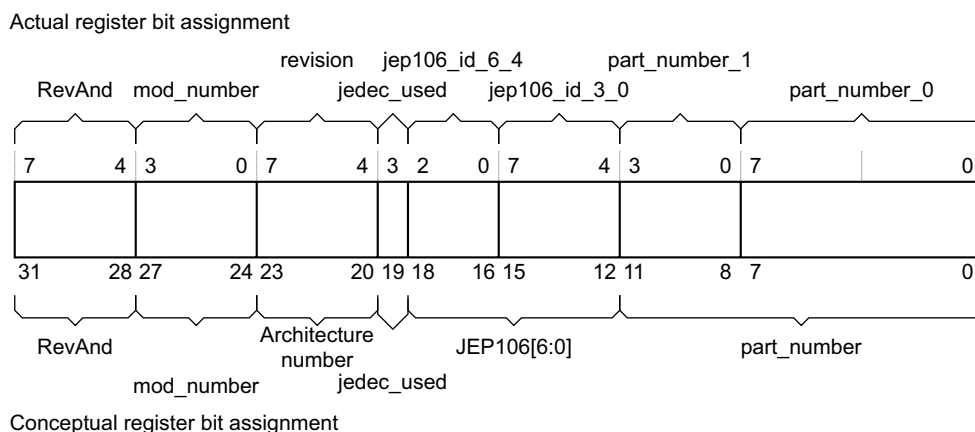 Actual register bit assignment
revision jep106_id_6_4 part_number_1
RevAnd mod_number jedec_used jep106_id_3_0 part_number_0
7 4 3 0 7 4 3 2 0 7 4 3 0 7 0
31 28 27 24 23 20 19 18 16 15 12 11 8 7 0
RevAnd Architecture number JEP106[6:0] part_number
mod_number jedec_used
Conceptual register bit assignment